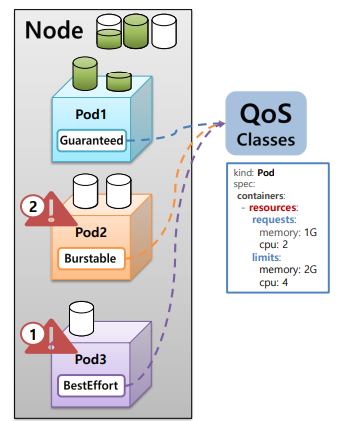 Node
Pod1
Guaranteed
QoS
Classes
kind: Pod
spec:
containers:
- resources:
requests:
memory: 1G
cpu: 2
limits:
memory: 2G
cpu: 4
2
Pod2
Burstable
1
Pod3
BestEffort